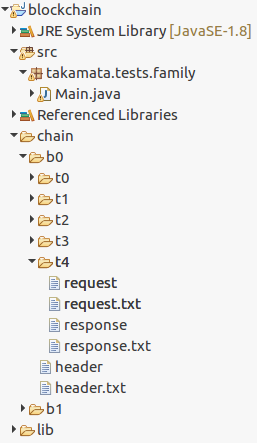 blockchain
JRE System Library [JavaSE-1.8]
src
takamata.tests.family
Main.java
Referenced Libraries
chain
b0
t0
t1
t2
t3
t4
request
request.txt
response
response.txt
header
header.txt
b1
lib